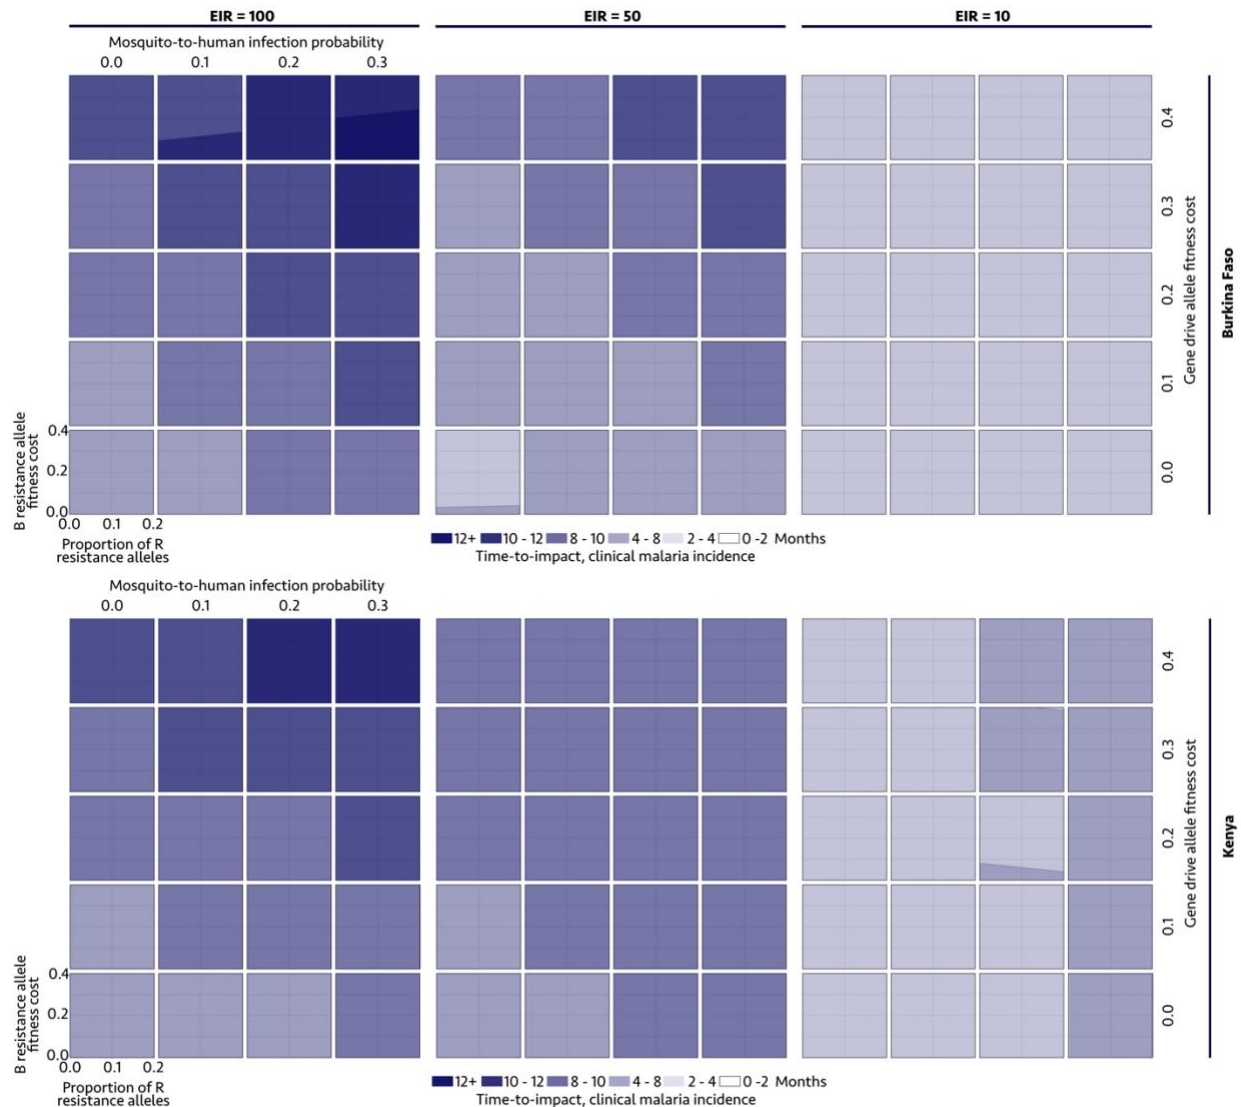 EIR = 100 EIR = 50 EIR = 10
Mosquito-to-human infection probability
0.0 0.1 0.2 0.3
0.4
0.3
0.2
0.1
0.0
Gene drive allele fitness cost
Burkina Faso
B resistance allele
fitness cost
0.4
0.2
0.0
0.0 0.1 0.2
Proportion of R
resistance alleles
12+ 10 - 12 8 - 10 4 - 8 2 - 4 0 -2 Months
Time-to-impact, clinical malaria incidence
Mosquito-to-human infection probability
0.0 0.1 0.2 0.3
0.4
0.3
0.2
0.1
0.0
Gene drive allele fitness cost
Kenya
B resistance allele
fitness cost
0.4
0.2
0.0
0.0 0.1 0.2
Proportion of R
resistance alleles
12+ 10 - 12 8 - 10 4 - 8 2 - 4 0 -2 Months
Time-to-impact, clinical malaria incidence